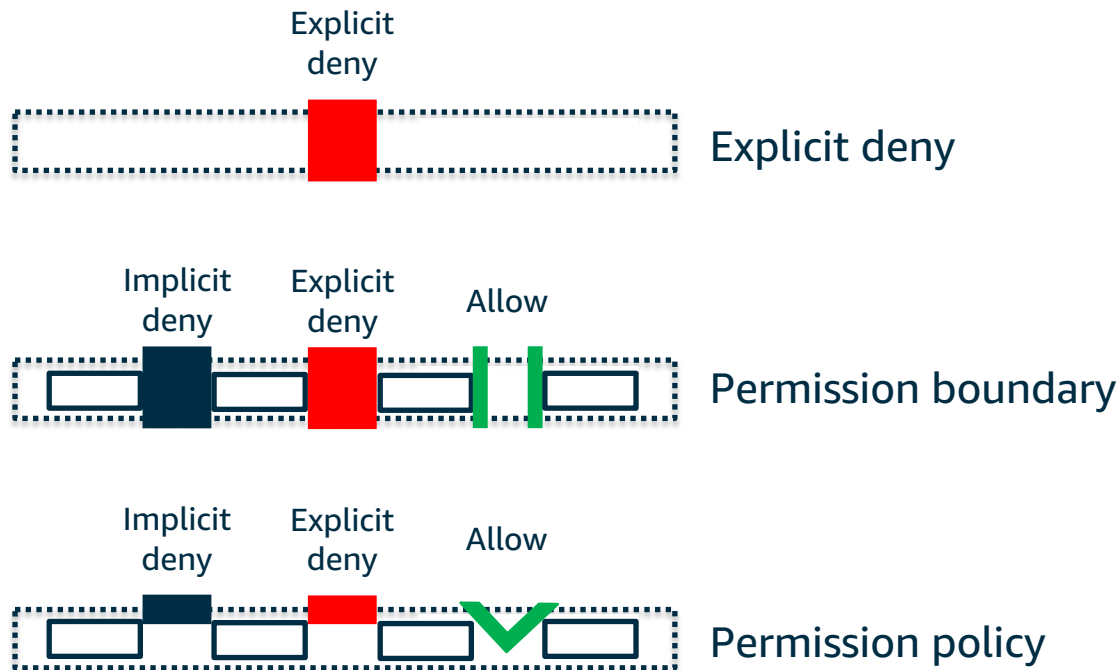 Explicit
deny
Explicit deny
Implicit
deny
Explicit
deny
Allow
Permission boundary
Implicit
deny
Explicit
deny
Allow
Permission policy